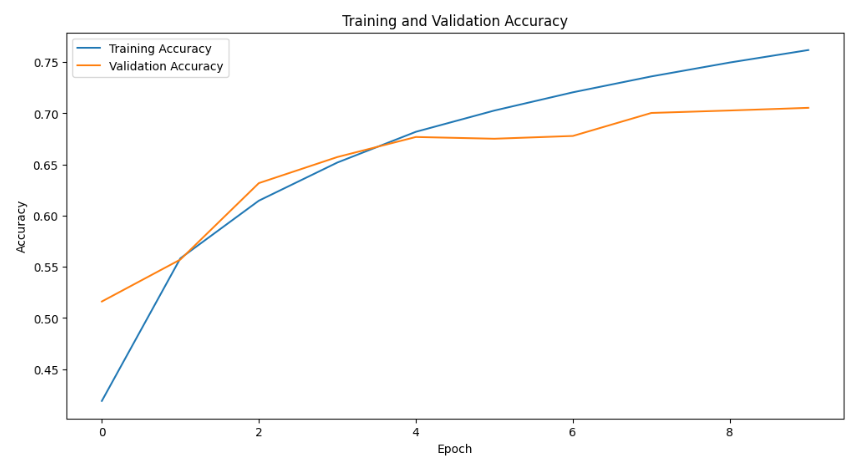 Training and Validation Accuracy
Training Accuracy
Validation Accuracy
0.75
0.70
0.65
0.60
0.55
0.50
0.45
Accuracy
0 2 4 6 8
Epoch